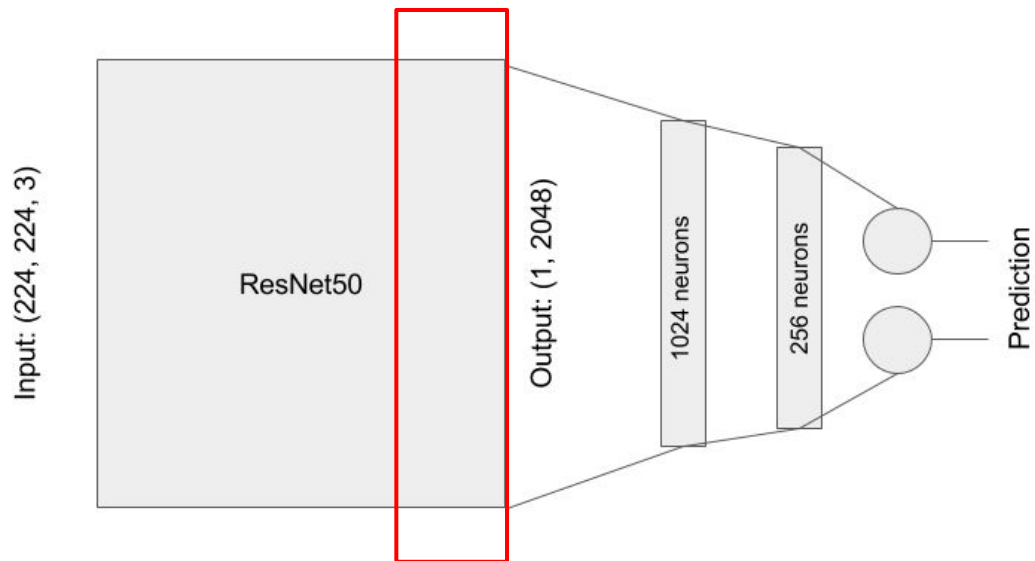 Input: (224, 224, 3)
ResNet50
Output: (1, 2048)
1024 neurons
256 neurons
Prediction